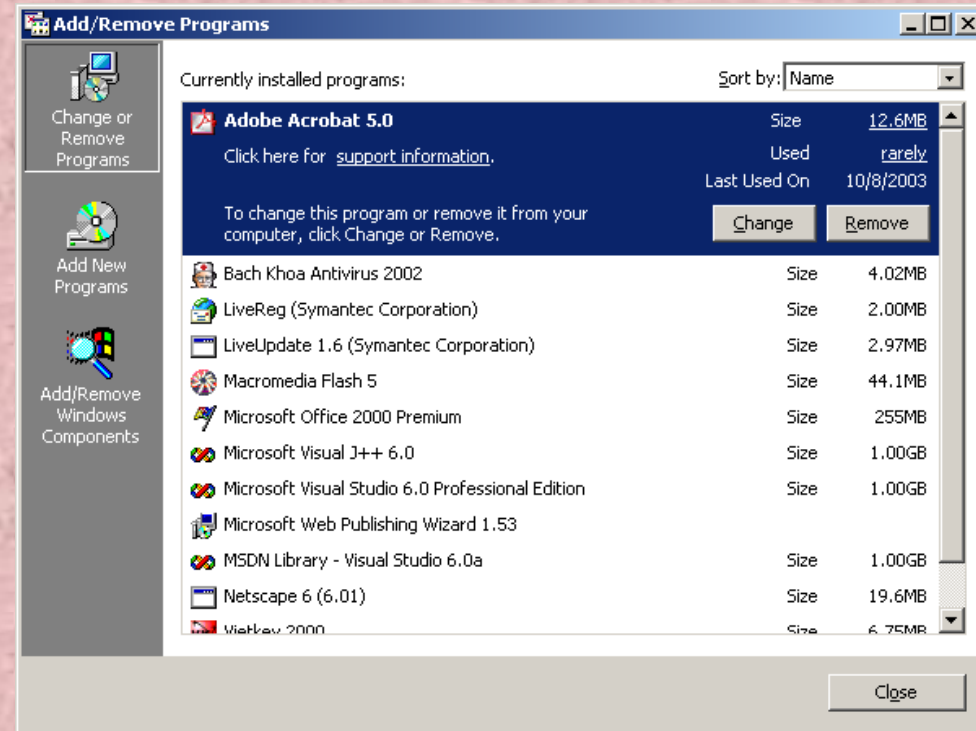 Add/Remove Programs
Change or
Remove
Programs
Add New
Programs
Add/Remove
Windows
Components
Currently installed programs:
Sort by: Name
Adobe Acrobat 5.0 Size 12.6MB
Click here for support information. Used rarely
Last Used On 10/8/2003
To change this program or remove it from your
computer, click Change or Remove.
Change Remove
Bach Khoa Antivirus 2002 Size 4.02MB
LiveReg (Symantec Corporation) Size 2.00MB
LiveUpdate 1.6 (Symantec Corporation) Size 2.97MB
Macromedia Flash 5 Size 44.1MB
Microsoft Office 2000 Premium Size 255MB
Microsoft Visual J++ 6.0 Size 1.00GB
Microsoft Visual Studio 6.0 Professional Edition Size 1.00GB
Microsoft Web Publishing Wizard 1.53
MSDN Library - Visual Studio 6.0a Size 1.00GB
Netscape 6 (6.01) Size 19.6MB
Vietkey 2000 Size 6.75MB
Close